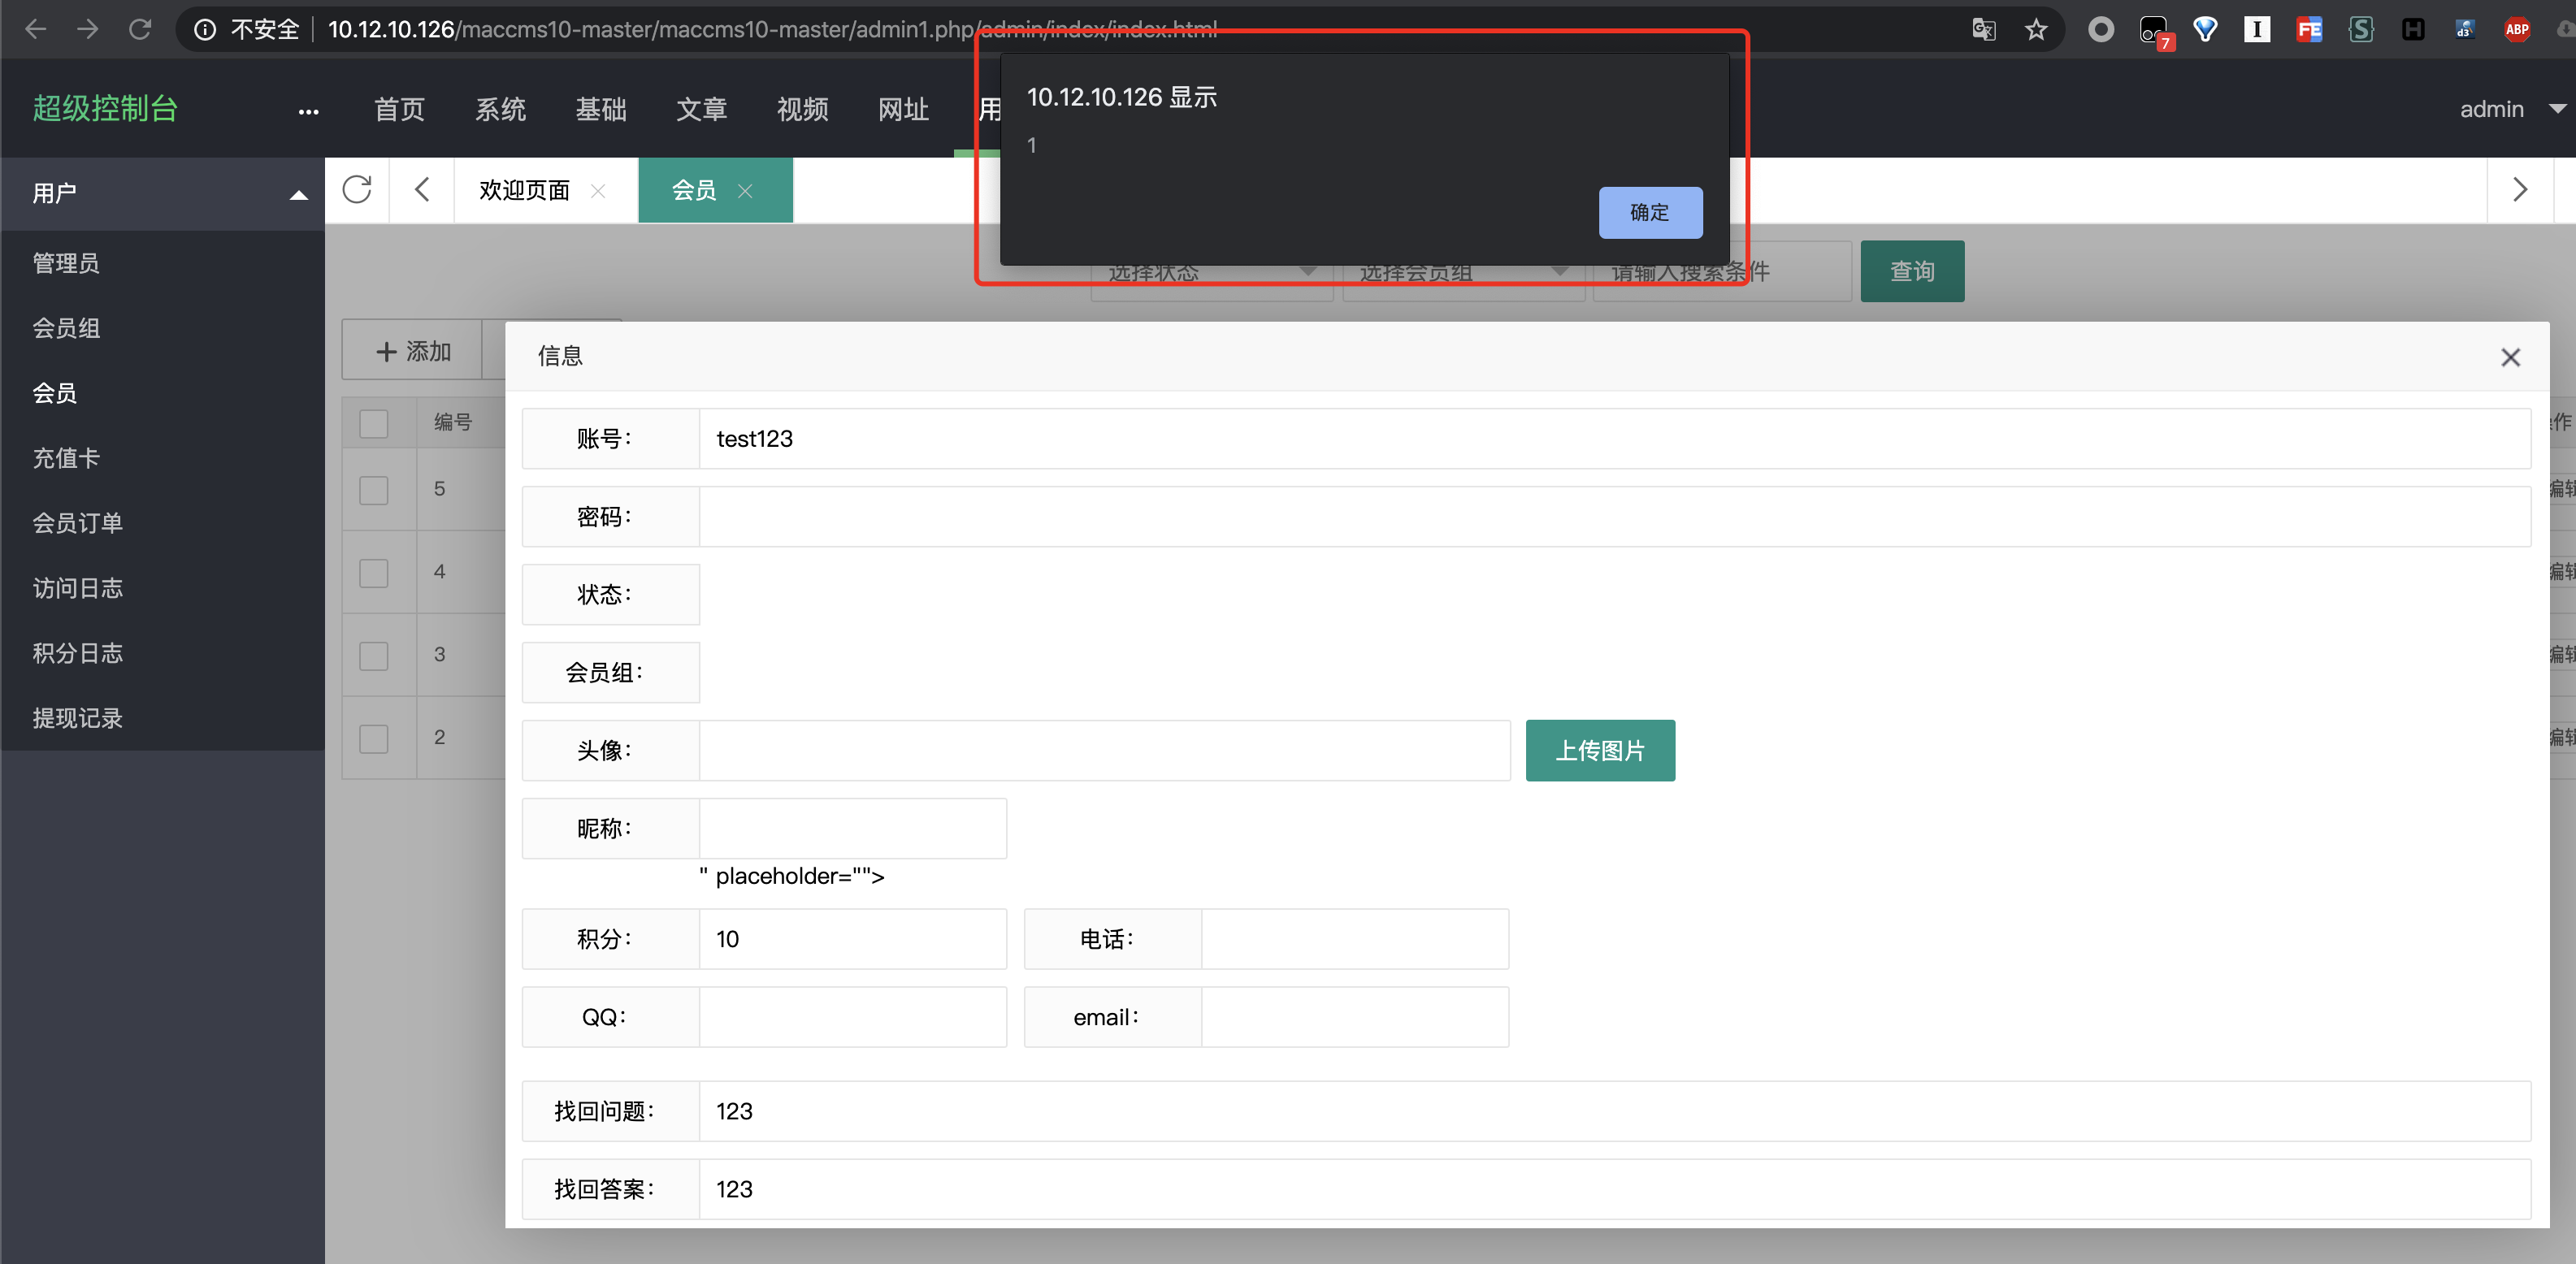 不安全 10.12.10.126/maccms10-master/maccms10-master/admin1.php/admin/index/index.html 7 I FE S H d3 ABP
10.12.10.126 显示
1
确定
超级控制台 ... 首页 系统 基础 文章 视频 网址 用 admin
用户
欢迎页面 会员
管理员
会员组
会员
充值卡
会员订单
访问日志
积分日志
提现记录
选择状态 选择会员组 请输入搜索条件 查询
添加
编号 作
5 编辑
4 编辑
3 编辑
2 编辑
信息
账号： test123
密码：
状态：
会员组：
头像： 上传图片
昵称：
" placeholder="">
积分： 10 电话：
QQ： email：
找回问题： 123
找回答案： 123